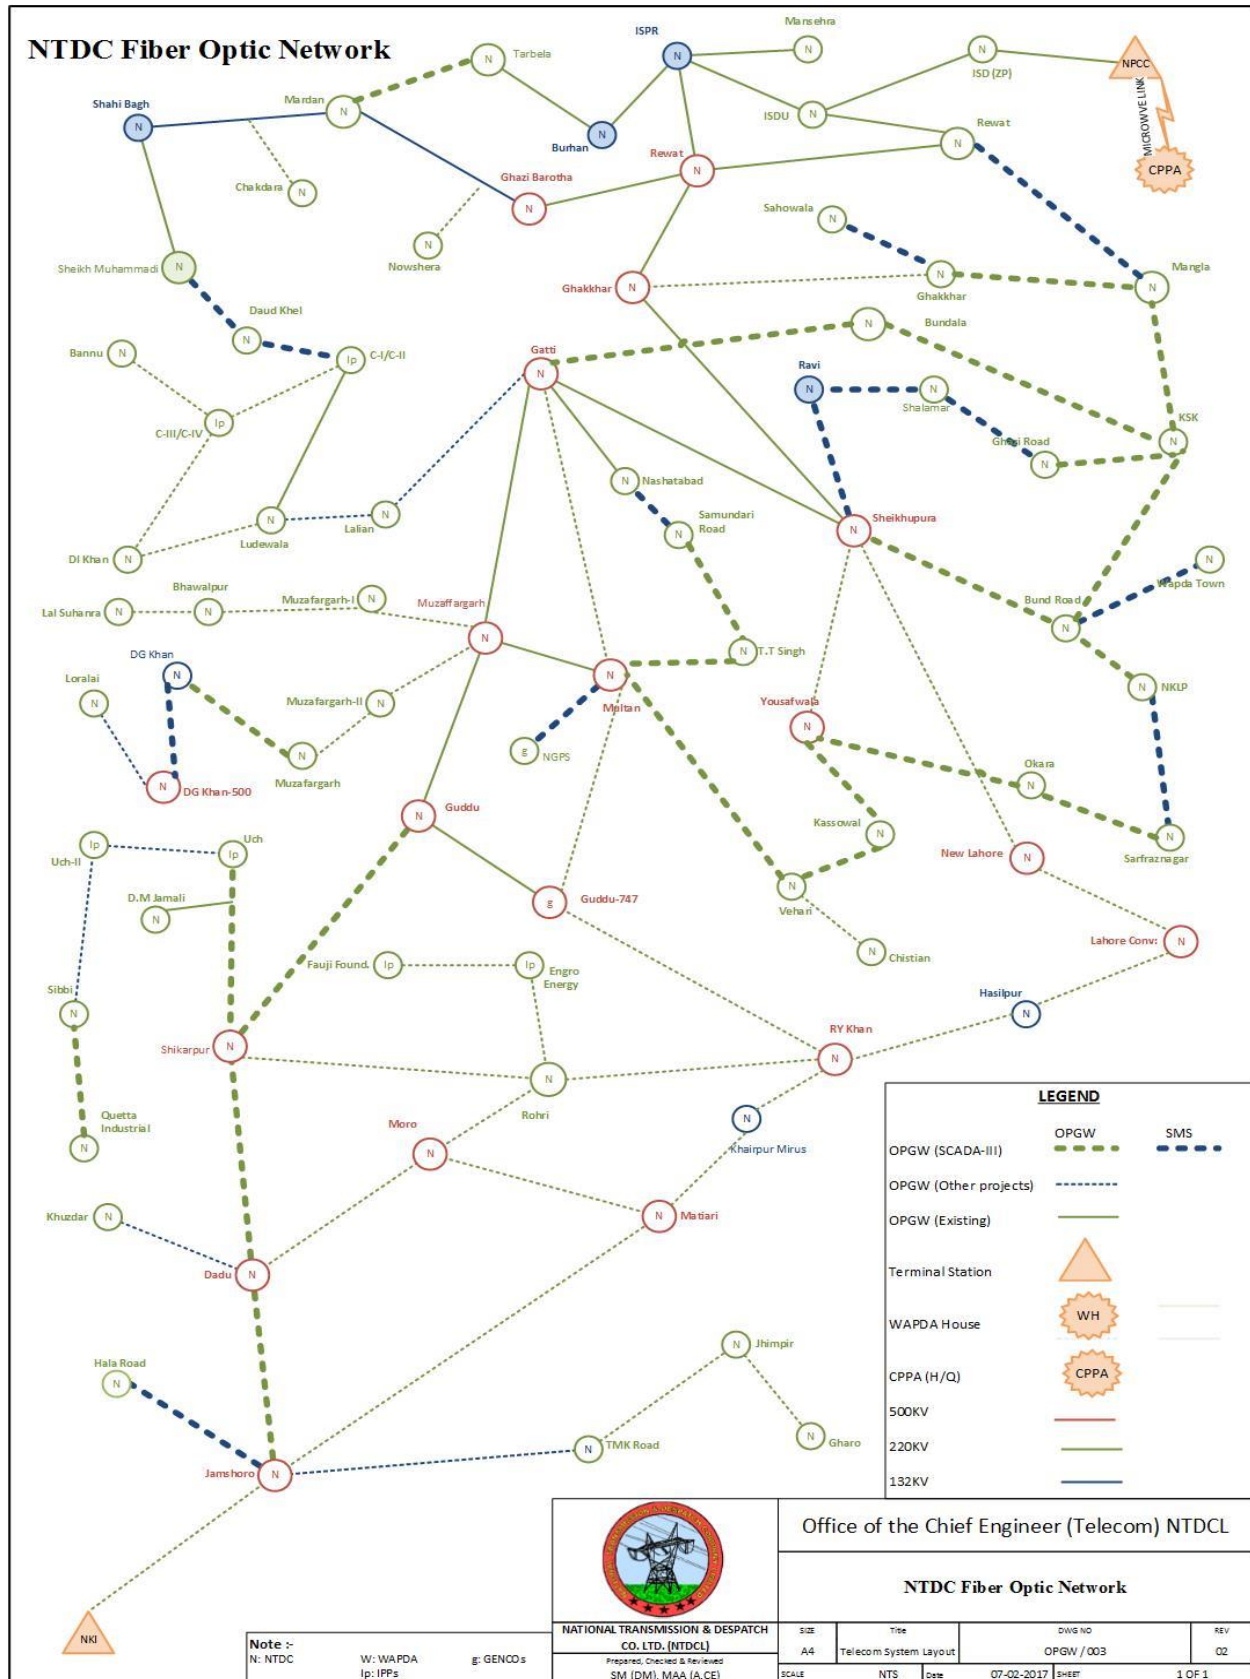 NTDC Fiber Optic Network
Mansehra
N
ISPR
N
Tarbela
N
ISD (ZP)
N
NPCC
MICROWVE LINK
CPPA
Shahi Bagh
N
Mardan
N
Burhan
N
ISDU
N
Rewat
N
Rewat
N
Chakdara
N
Ghazi Barotha
N
Nowshera
N
Sahowala
N
Sheikh Muhammadi
N
Ghakkhar
N
Ghakkhar
N
Mangla
N
Daud Khel
N
Bundala
N
Bannu
N
C-I/C-II
Ip
Gatti
N
Ravi
N
Shalamar
N
C-III/C-IV
Ip
KSK
N
Ghazi Road
N
Nashatabad
N
Samundari
Road
N
Sheikhupura
N
Ludewala
N
Lalian
N
DI Khan
N
Wapda Town
N
Bhawalpur
N
Lal Suhanra
N
Muzafargarh-I
N
Muzaffargarh
N
Bund Road
N
T.T Singh
N
DG Khan
N
Loralai
N
Muzafargarh-II
N
Multan
N
NKLP
N
Yousafwala
N
NGPS
g
Muzafargarh
N
DG Khan-500
N
Okara
N
Guddu
N
Kassowal
N
Sarfraznagar
N
Uch-II
Ip
Uch
Ip
New Lahore
N
D.M Jamali
N
Guddu-747
g
Vehari
N
Chistian
N
Lahore Conv:
N
Fauji Found.
Ip
Engro
Energy
Ip
Sibbi
N
Hasilpur
N
Shikarpur
N
RY Khan
N
Rohri
N
Quetta
Industrial
N
Moro
N
Khairpur Mirus
N
Khuzdar
N
Matiari
N
Dadu
N
Hala Road
N
Jhimpir
N
Gharo
N
TMK Road
N
Jamshoro
N
NKI
LEGEND
OPGW SMS
OPGW (SCADA-III)
OPGW (Other projects)
OPGW (Existing)
Terminal Station
WAPDA House
WH
CPPA (H/Q)
CPPA
500KV
220KV
132KV
Note :-
N: NTDC W: WAPDA g: GENCOs
Ip: IPPs
NATIONAL TRANSMISSION & DESPATCH
CO. LTD. (NTDCL)
Prepared, Checked & Reviewed
SM (DM), MAA (A.CE)
Office of the Chief Engineer (Telecom) NTDCL
NTDC Fiber Optic Network
SIZE Title DWG NO REV
A4 Telecom System Layout OPGW / 003 02
SCALE NTS Date 07-02-2017 SHEET 1 OF 1